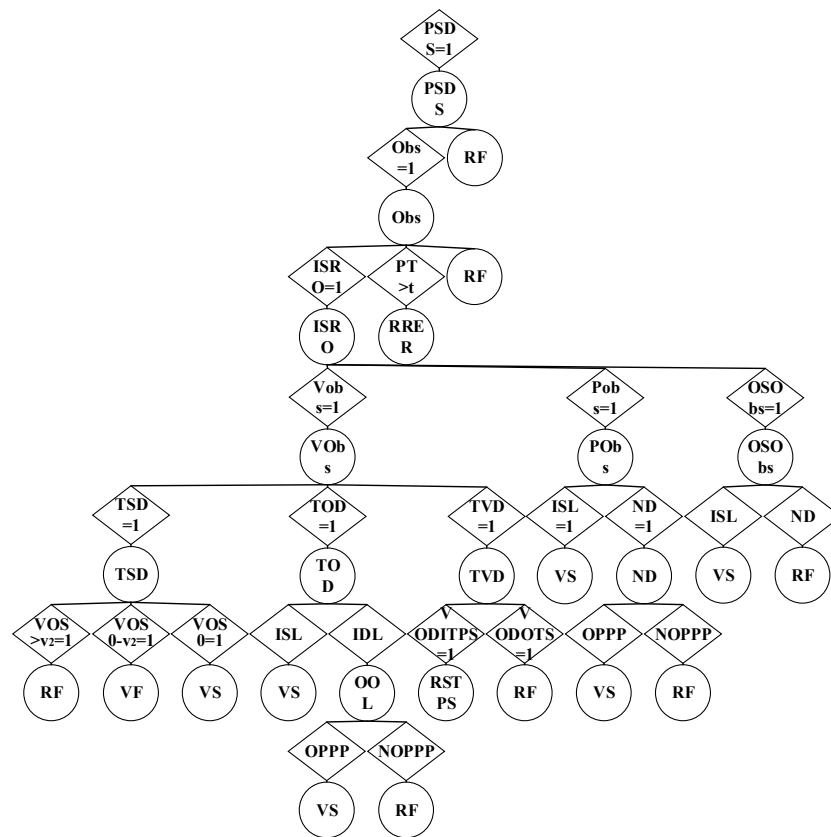 PSD
S=1
PSD
S
Obs
=1
RF
Obs
ISR
O=1
PT
>t
RF
ISR
O
RRE
R
Vob
s=1
Pob
s=1
OSO
bs=1
VOb
s
POb
s
OSO
bs
TSD
=1
TOD
=1
TVD
=1
ISL
=1
ND
=1
ISL
ND
TSD
TO
D
TVD
VS
ND
VS
RF
VOS
>v2=1
VOS
0-v2=1
VOS
0=1
ISL
IDL
V
ODITPS
=1
V
ODOTS
=1
OPPP
NOPPP
RF
VF
VS
VS
OO
L
RST
PS
RF
VS
RF
OPPP
NOPPP
VS
RF